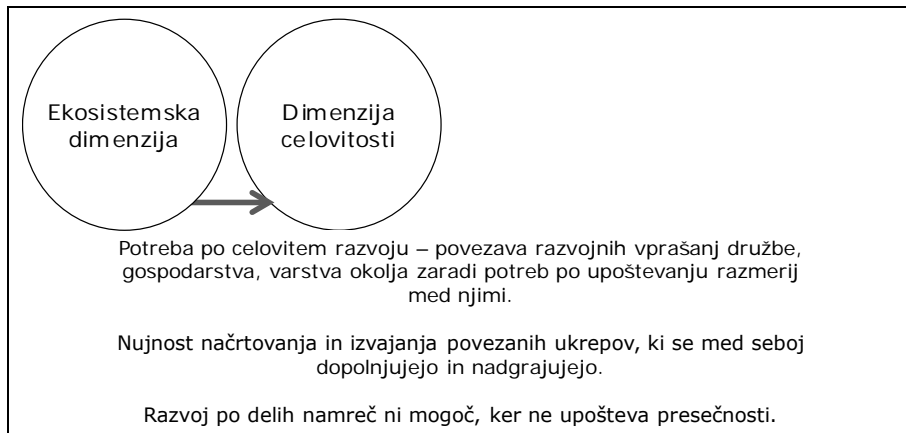 Ekosistemska
dimenzija
Dimenzija
celovitosti
Potreba po celovitem razvoju – povezava razvojnih vprašanj družbe,
gospodarstva, varstva okolja zaradi potreb po upoštevanju razmerij
med njimi.
Nujnost načrtovanja in izvajanja povezanih ukrepov, ki se med seboj
dopolnjujejo in nadgrajujejo.
Razvoj po delih namreč ni mogoč, ker ne upošteva presečnosti.